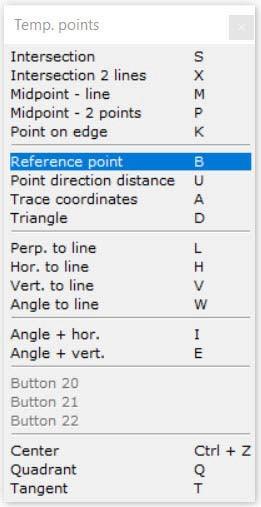 Temp. points
Intersection S
Intersection 2 lines X
Midpoint - line M
Midpoint - 2 points P
Point on edge K
Reference point B
Point direction distance U
Trace coordinates A
Triangle D
Perp. to line L
Hor. to line H
Vert. to line V
Angle to line W
Angle + hor. I
Angle + vert. E
Button 20
Button 21
Button 22
Center Ctrl + Z
Quadrant Q
Tangent T